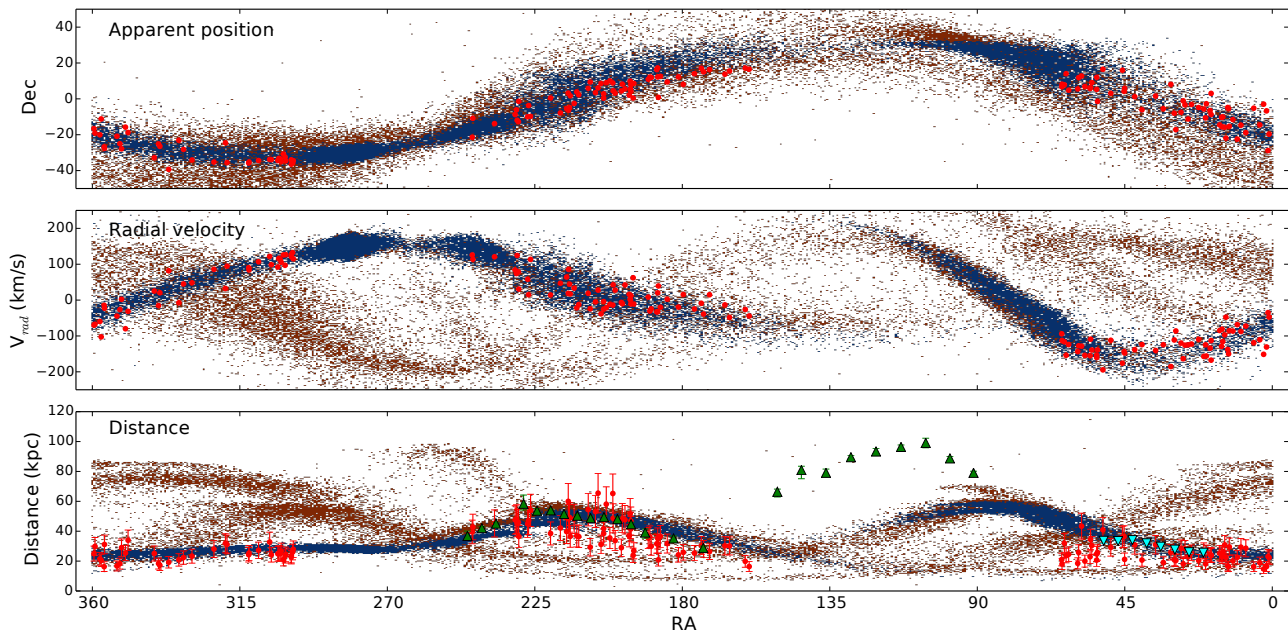 Apparent position
40
20
0
−20
−40
Dec
Radial velocity
200
100
0
−100
−200
V_rad (km/s)
Distance
120
100
80
60
40
20
0
Distance (kpc)
360 315 270 225 180 135 90 45 0
RA